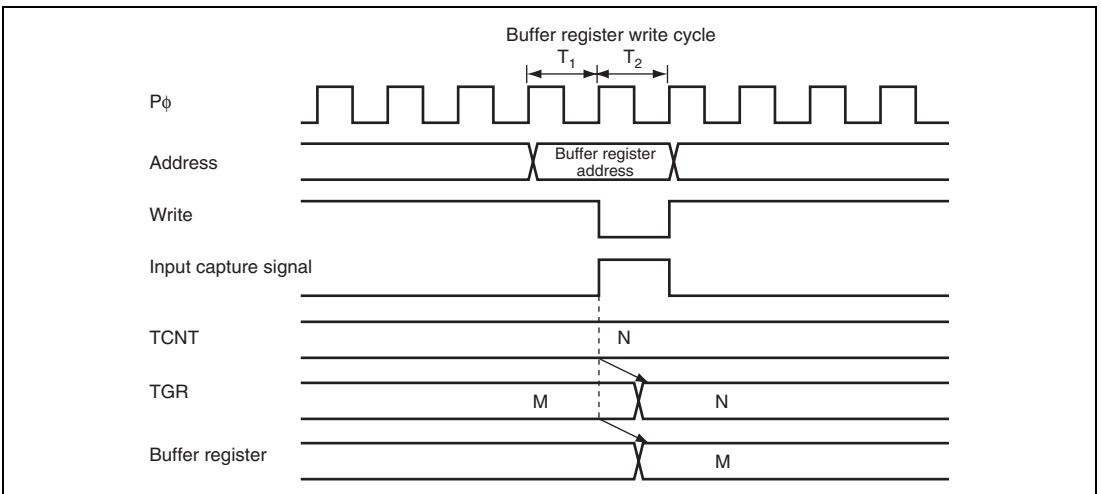 Buffer register write cycle
T1 T2
Pϕ
Address
Buffer register
address
Write
Input capture signal
TCNT
N
TGR
M N
Buffer register
M